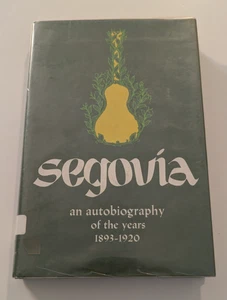 segovia
an autobiography
of the years
1893-1920